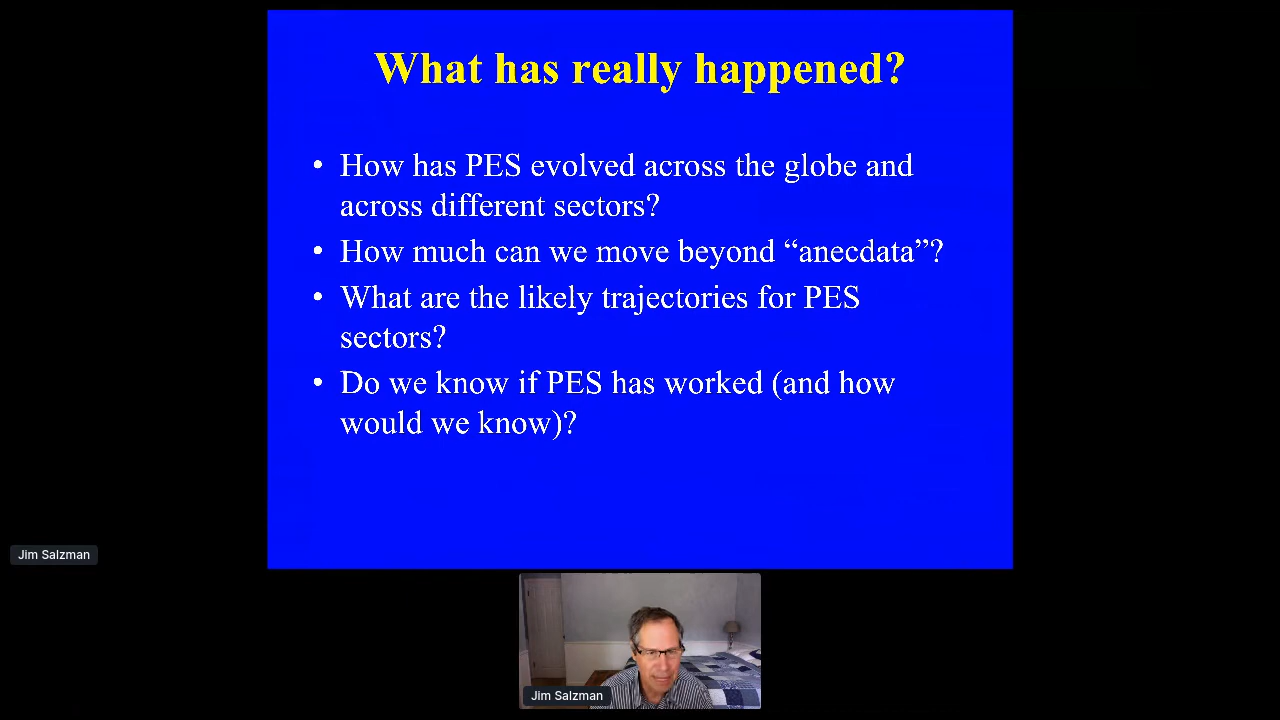 What has really happened?
• How has PES evolved across the globe and
across different sectors?
• How much can we move beyond “anecdata”?
• What are the likely trajectories for PES
sectors?
• Do we know if PES has worked (and how
would we know)?
Jim Salzman
Jim Salzman